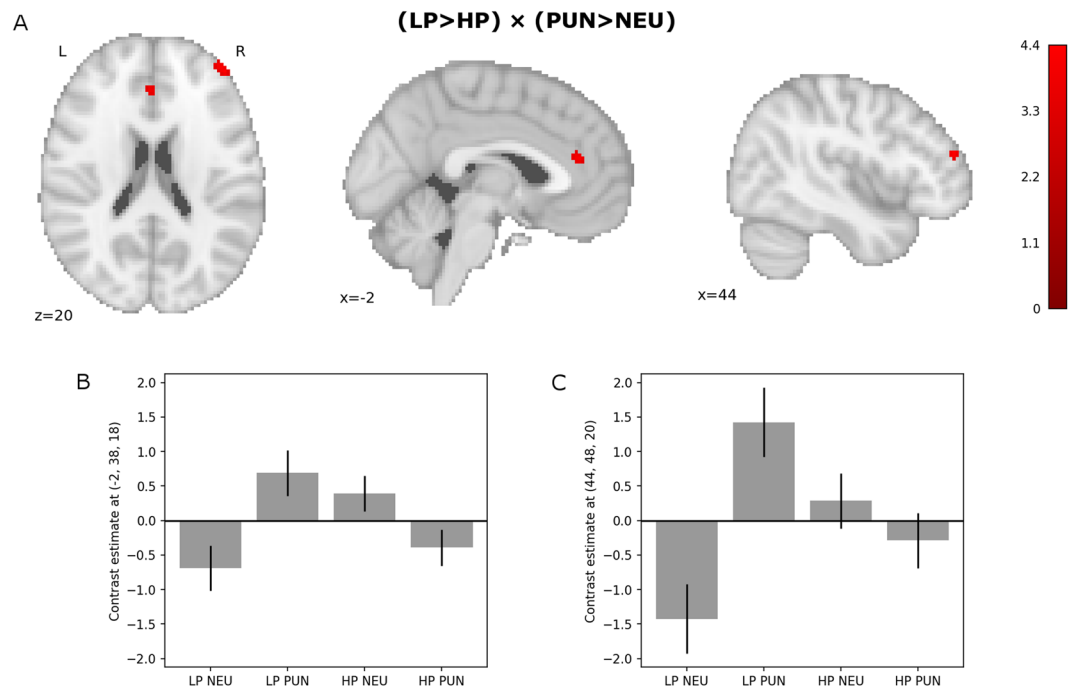 A
(LP>HP) × (PUN>NEU)
L
R
4.4
3.3
2.2
1.1
0
z=20
x=-2
x=44
B
2.0
1.5
1.0
0.5
0.0
−0.5
−1.0
−1.5
−2.0
Contrast estimate at (-2, 38, 18)
LP NEU
LP PUN
HP NEU
HP PUN
C
2.0
1.5
1.0
0.5
0.0
−0.5
−1.0
−1.5
−2.0
Contrast estimate at (44, 48, 20)
LP NEU
LP PUN
HP NEU
HP PUN